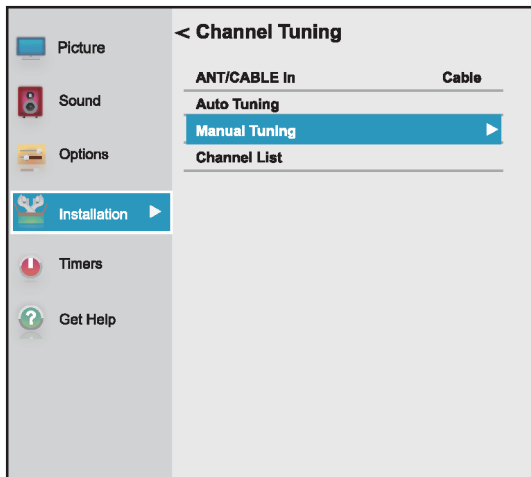 Picture
Sound
Options
Installation
Timers
Get Help
< Channel Tuning
ANT/CABLE In Cable
Auto Tuning
Manual Tuning
Channel List